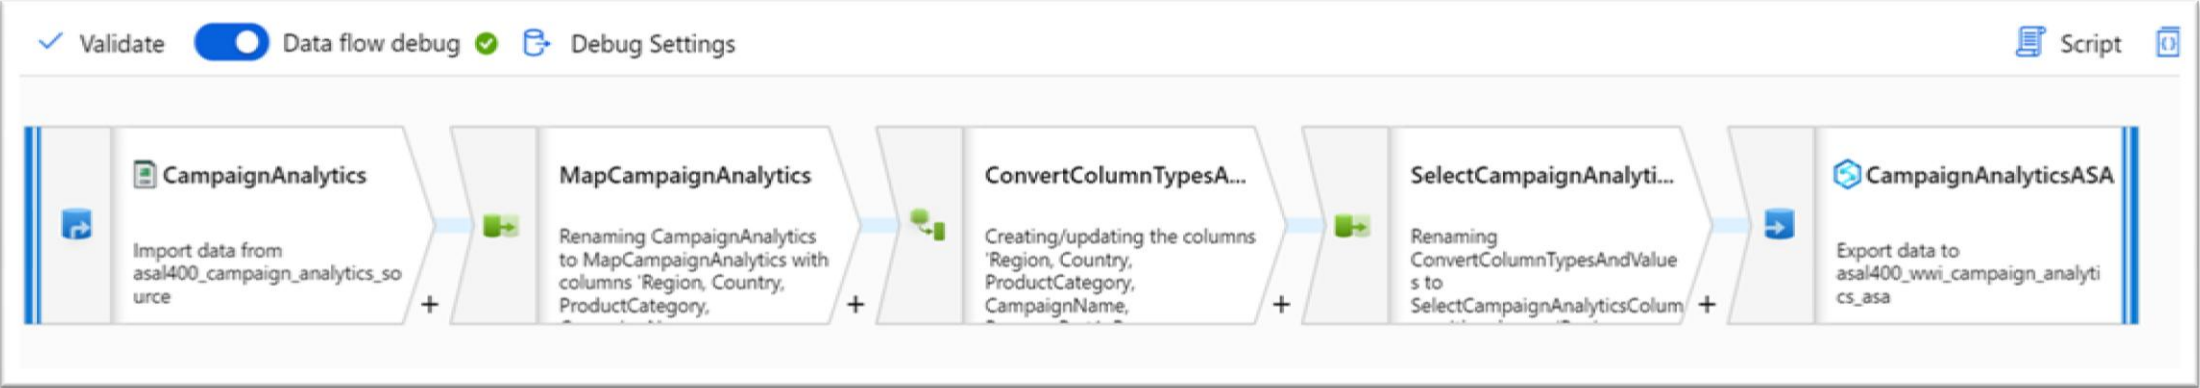 Validate
Data flow debug
Debug Settings
Script
CampaignAnalytics
Import data from
asal400_campaign_analytics_so
urce
+
MapCampaignAnalytics
Renaming CampaignAnalytics
to MapCampaignAnalytics with
columns 'Region, Country,
ProductCategory,
+
ConvertColumnTypesA...
Creating/updating the columns
'Region, Country,
ProductCategory,
CampaignName,
+
SelectCampaignAnalyti...
Renaming
ConvertColumnTypesAndValue
s to
SelectCampaignAnalyticsColum
+
CampaignAnalyticsASA
Export data to
asal400_wwi_campaign_analyti
cs_asa